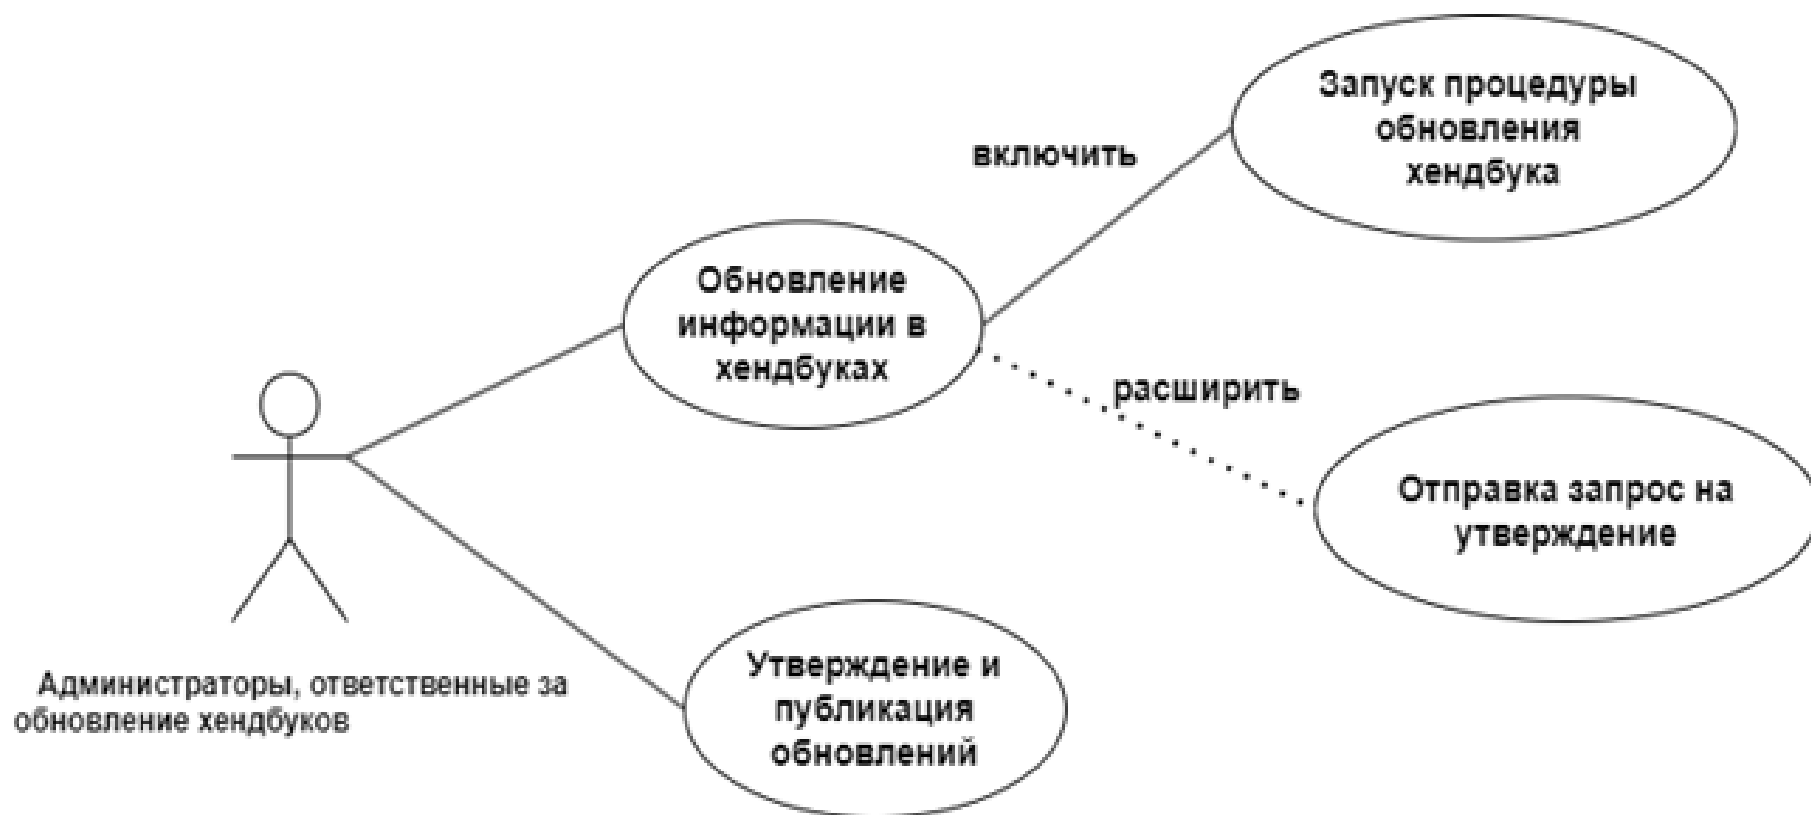 Запуск процедуры
обновления
хендбука
включить
Обновление
информации в
хендбуках
расширить
Отправка запрос на
утверждение
Утверждение и
публикация
обновлений
Администраторы, ответственные за
обновление хендбуков